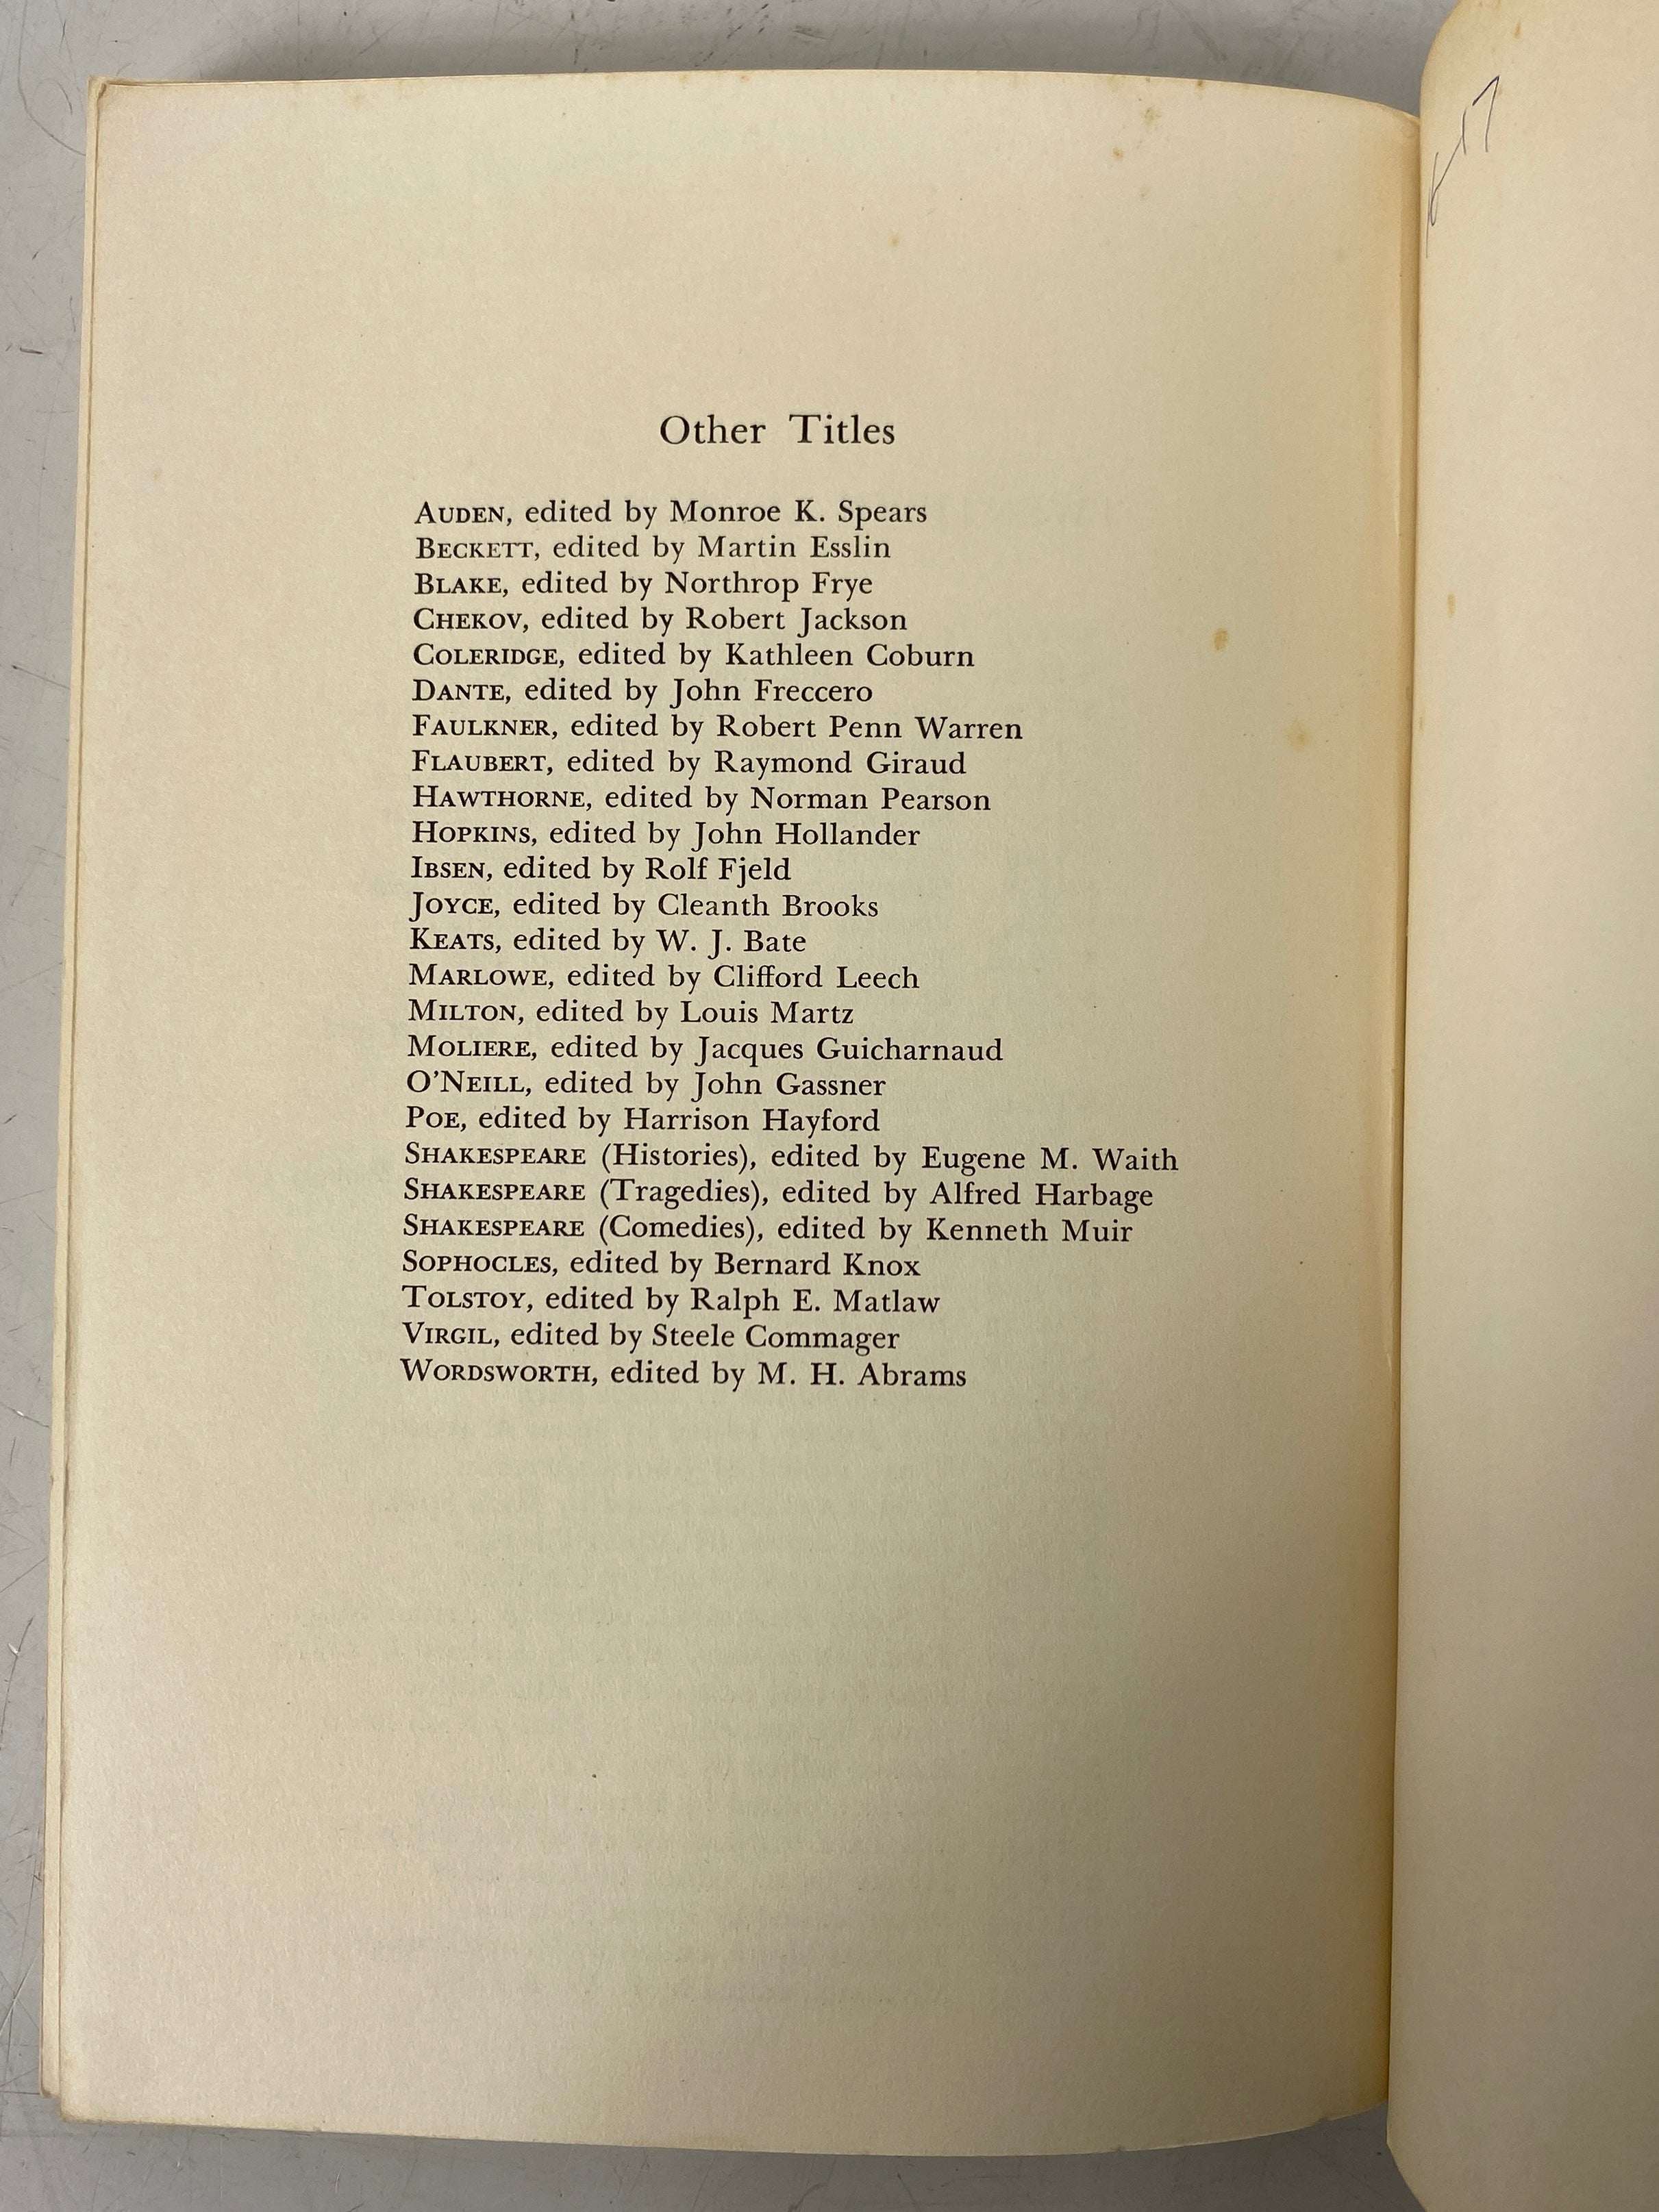 Other Titles
AUDEN, edited by Monroe K. Spears
BECKETT, edited by Martin Esslin
BLAKE, edited by Northrop Frye
CHEKOV, edited by Robert Jackson
COLERIDGE, edited by Kathleen Coburn
DANTE, edited by John Freccero
FAULKNER, edited by Robert Penn Warren
FLAUBERT, edited by Raymond Giraud
HAWTHORNE, edited by Norman Pearson
HOPKINS, edited by John Hollander
IBSEN, edited by Rolf Fjeld
JOYCE, edited by Cleanth Brooks
KEATS, edited by W. J. Bate
MARLOWE, edited by Clifford Leech
MILTON, edited by Louis Martz
MOLIERE, edited by Jacques Guicharnaud
O'NEILL, edited by John Gassner
POE, edited by Harrison Hayford
SHAKESPEARE (Histories), edited by Eugene M. Waith
SHAKESPEARE (Tragedies), edited by Alfred Harbage
SHAKESPEARE (Comedies), edited by Kenneth Muir
SOPHOCLES, edited by Bernard Knox
TOLSTOY, edited by Ralph E. Matlaw
VIRGIL, edited by Steele Commager
WORDSWORTH, edited by M. H. Abrams